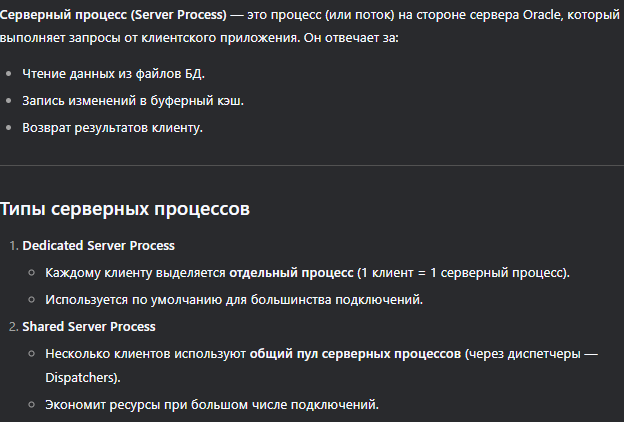 Серверный процесс (Server Process) — это процесс (или поток) на стороне сервера Oracle, который
выполняет запросы от клиентского приложения. Он отвечает за:
• Чтение данных из файлов БД.
• Запись изменений в буферный кэш.
• Возврат результатов клиенту.
Типы серверных процессов
1. Dedicated Server Process
○ Каждому клиенту выделяется отдельный процесс (1 клиент = 1 серверный процесс).
○ Используется по умолчанию для большинства подключений.
2. Shared Server Process
○ Несколько клиентов используют общий пул серверных процессов (через диспетчеры —
Dispatchers).
○ Экономит ресурсы при большом числе подключений.